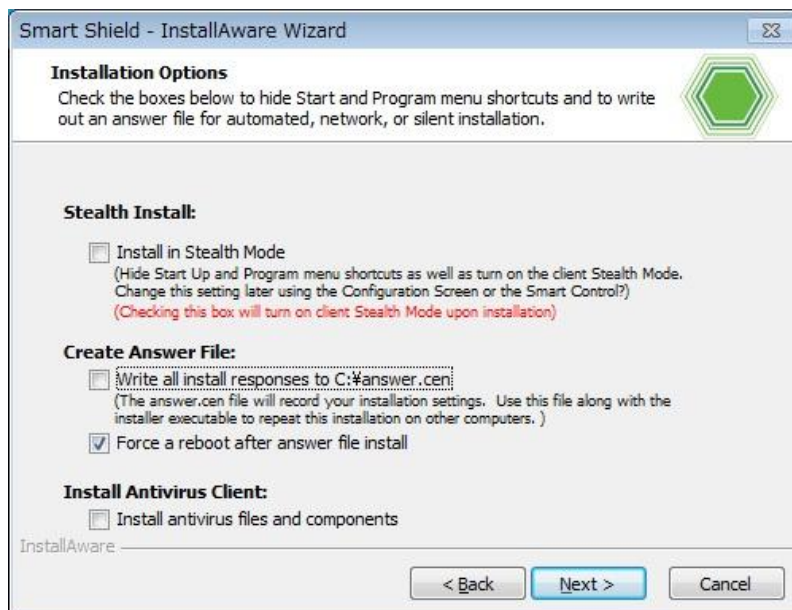 Smart Shield - InstallAware Wizard
Installation Options
Check the boxes below to hide Start and Program menu shortcuts and to write
out an answer file for automated, network, or silent installation.
Stealth Install:
Install in Stealth Mode
(Hide Start Up and Program menu shortcuts as well as turn on the client Stealth Mode.
Change this setting later using the Configuration Screen or the Smart Control?)
(Checking this box will turn on client Stealth Mode upon installation)
Create Answer File:
Write all install responses to C:¥answer.cen
(The answer.cen file will record your installation settings.  Use this file along with the
installer executable to repeat this installation on other computers. )
Force a reboot after answer file install
Install Antivirus Client:
Install antivirus files and components
InstallAware
< Back
Next >
Cancel